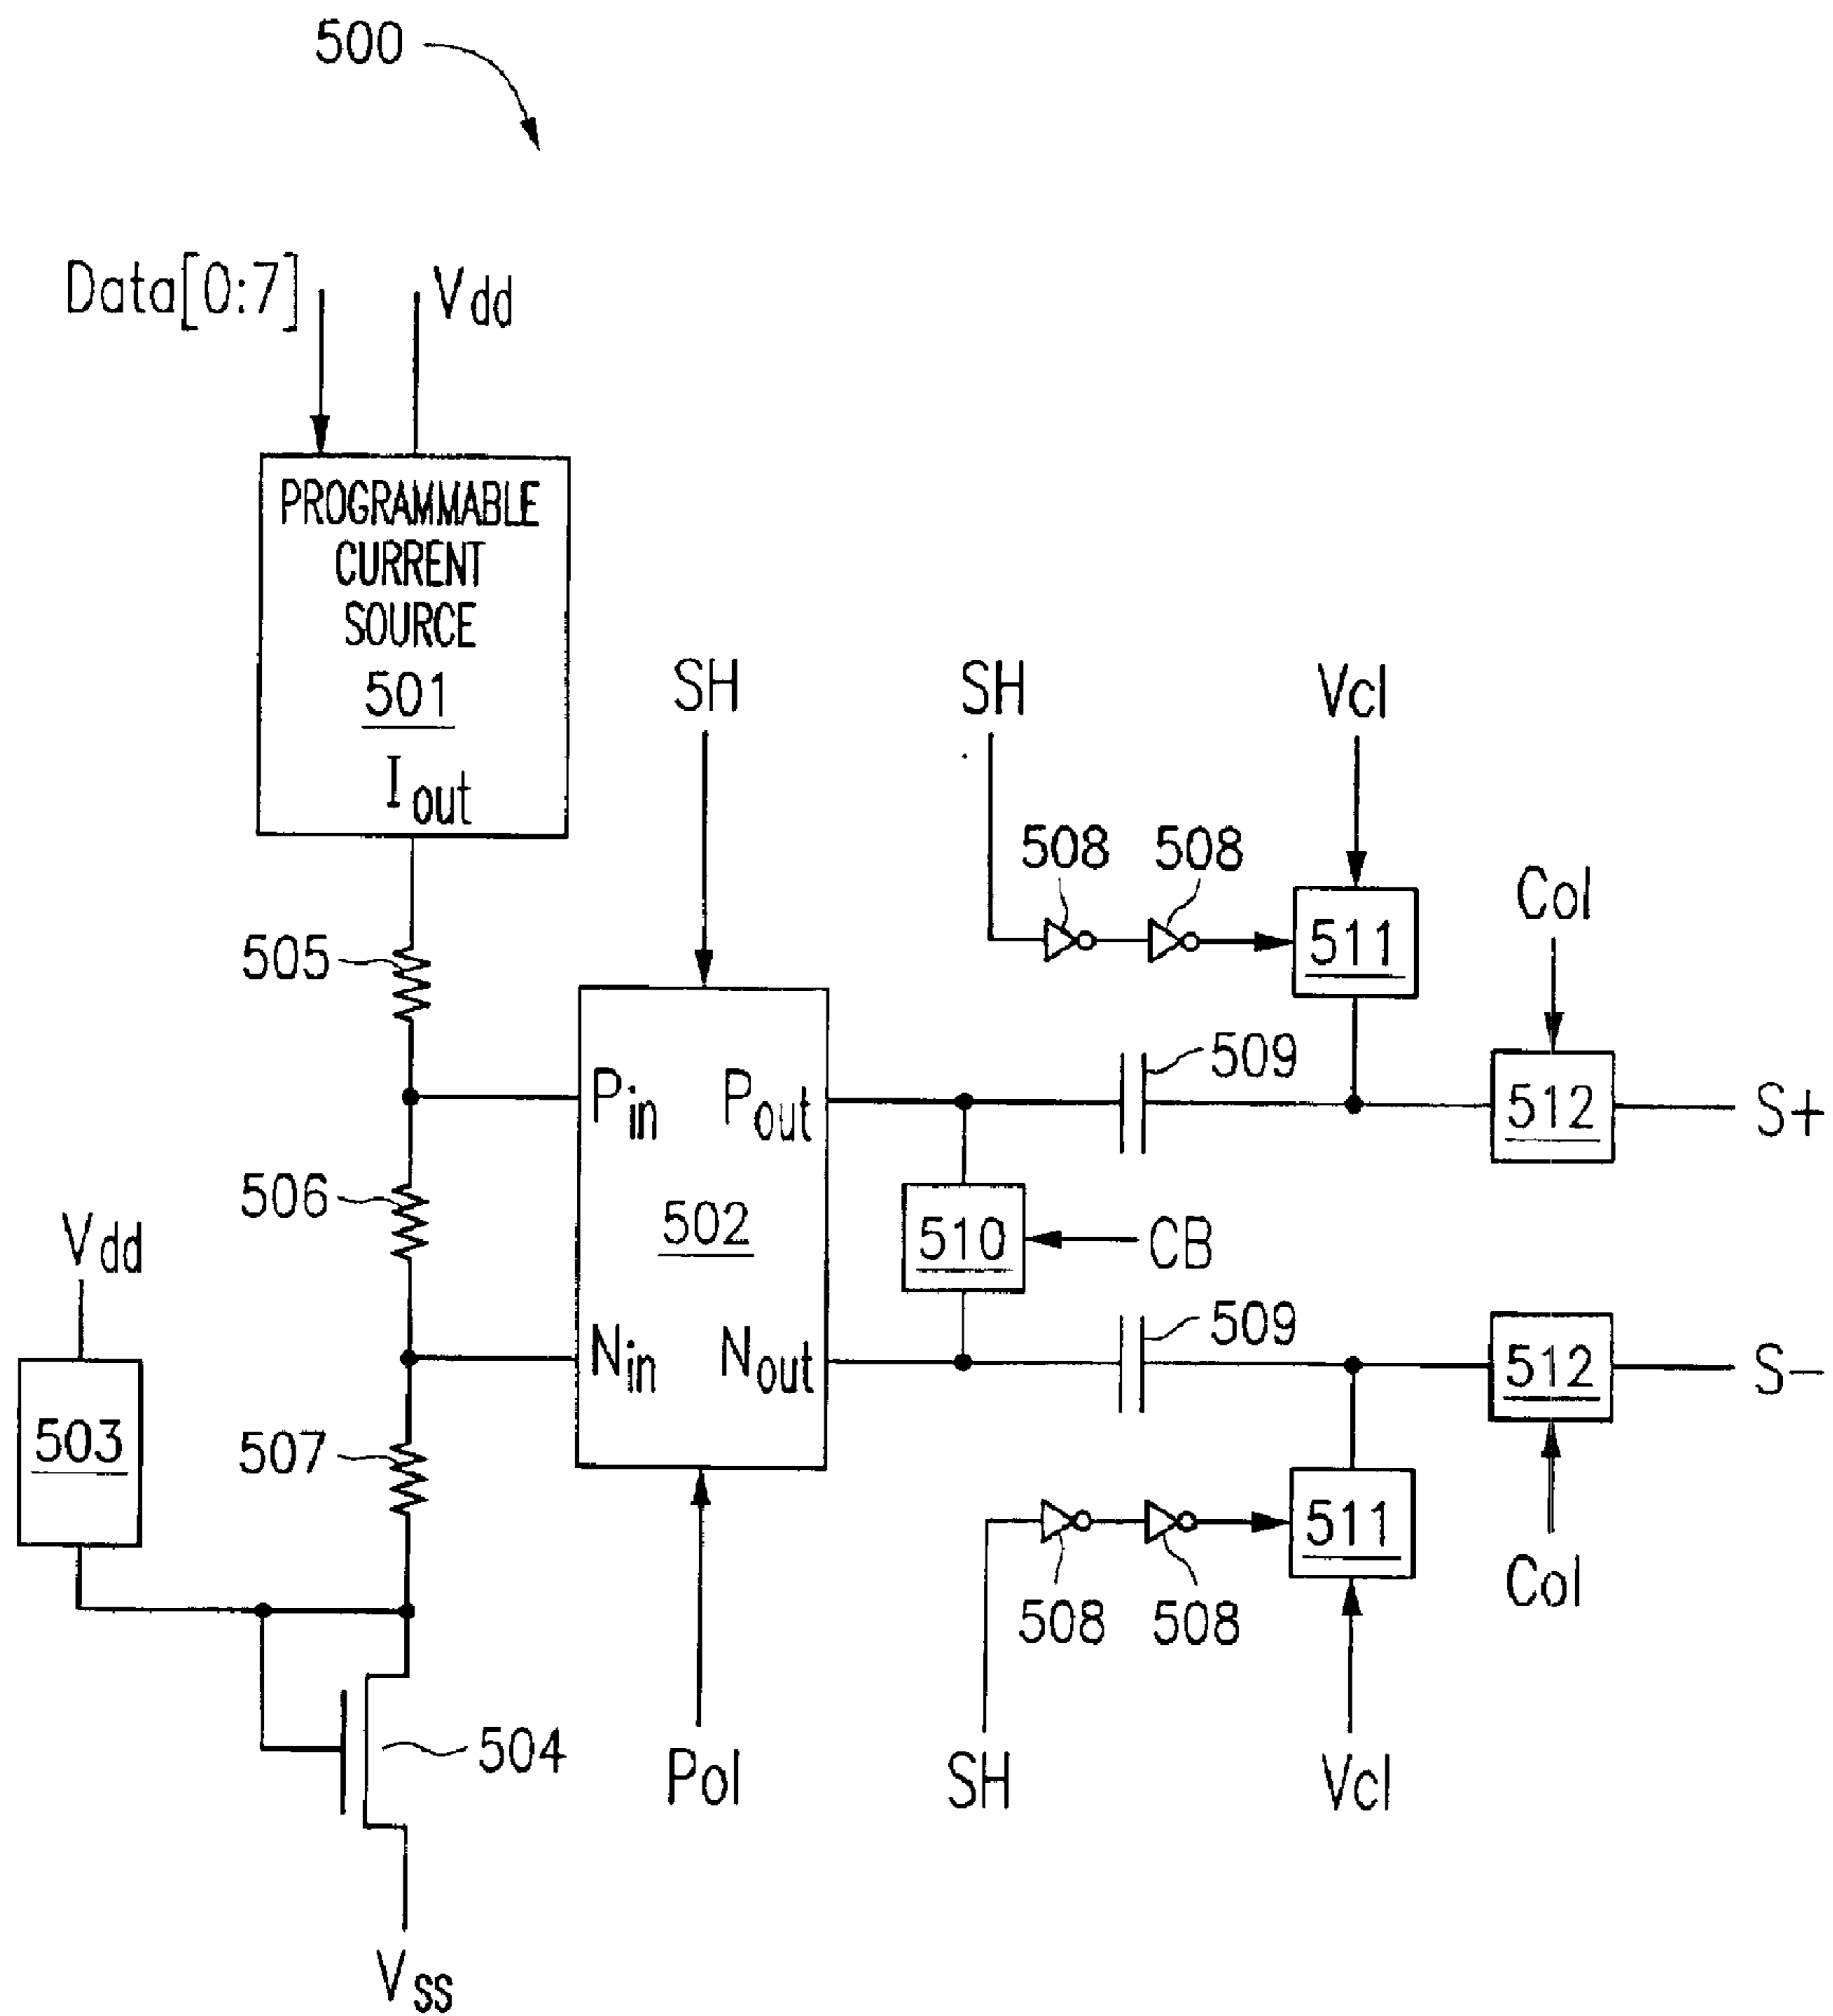 500
Data[0:7]
Vdd
PROGRAMMABLE
CURRENT
SOURCE
501
Iout
SH
SH
Vcl
508
508
Col
511
505
509
Pin
Pout
512
S+
506
502
510
CB
Vdd
509
Nin
Nout
512
S−
503
507
511
508
508
Col
504
Pol
SH
Vcl
Vss